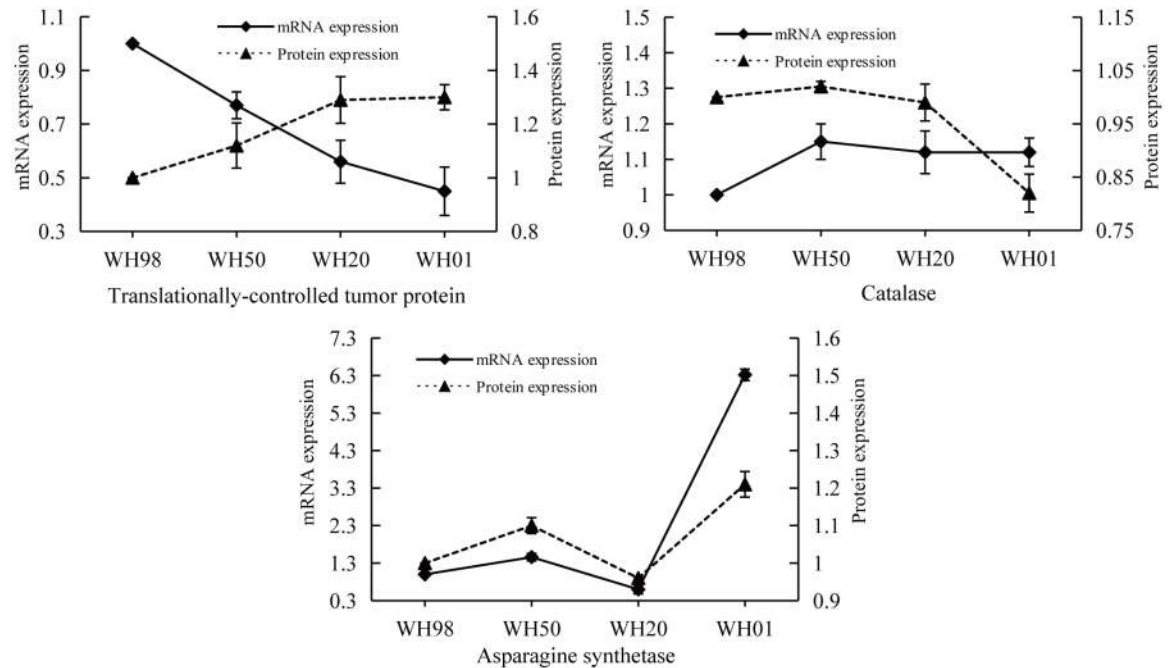 1.1
0.9
0.7
0.5
0.3
mRNA expression
mRNA expression
Protein expression
1.6
1.4
1.2
1
0.8
Protein expression
WH98 WH50 WH20 WH01
Translationally-controlled tumor protein
1.5
1.4
1.3
1.2
1.1
1
0.9
mRNA expression
mRNA expression
Protein expression
1.15
1.05
0.95
0.85
0.75
Protein expression
WH98 WH50 WH20 WH01
Catalase
7.3
6.3
5.3
4.3
3.3
2.3
1.3
0.3
mRNA expression
mRNA expression
Protein expression
1.6
1.5
1.4
1.3
1.2
1.1
1
0.9
Protein expression
WH98 WH50 WH20 WH01
Asparagine synthetase